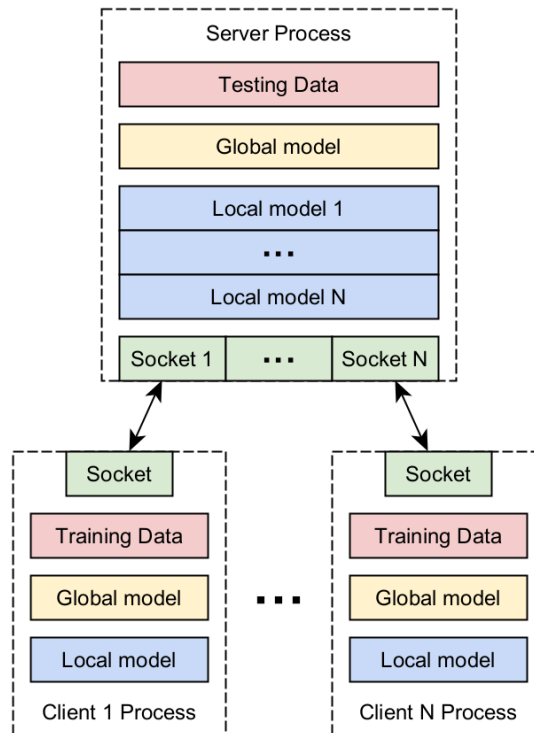 Server Process
Testing Data
Global model
Local model 1
...
Local model N
Socket 1 ... Socket N
Socket Socket
Training Data Training Data
Global model ... Global model
Local model Local model
Client 1 Process Client N Process